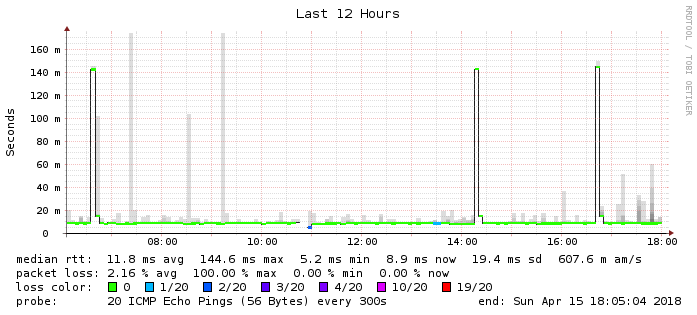 Last 12 Hours
RRDTOOL / TOBI OETIKER
Seconds
160 m
140 m
120 m
100 m
80 m
60 m
40 m
20 m
0
08:00 10:00 12:00 14:00 16:00 18:00
median rtt: 11.8 ms avg 144.6 ms max 5.2 ms min 8.9 ms now 19.4 ms sd 607.6 m am/s
packet loss: 2.16 % avg 100.00 % max 0.00 % min 0.00 % now
loss color: 0 1/20 2/20 3/20 4/20 10/20 19/20
probe: 20 ICMP Echo Pings (56 Bytes) every 300s end: Sun Apr 15 18:05:04 2018